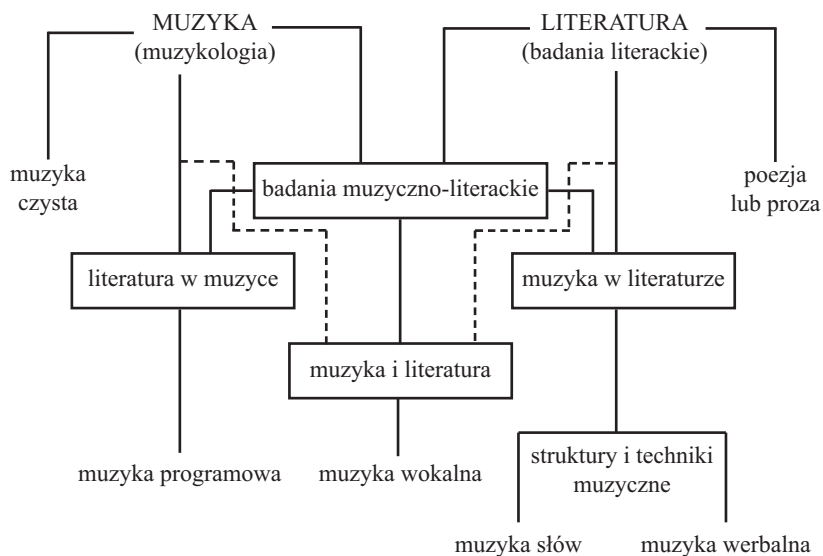 MUZYKA
(muzykologia)
LITERATURA
(badania literackie)
muzyka
czysta
badania muzyczno-literackie
poezja
lub proza
literatura w muzyce
muzyka w literaturze
muzyka i literatura
muzyka programowa
muzyka wokalna
struktury i techniki
muzyczne
muzyka słów
muzyka werbalna